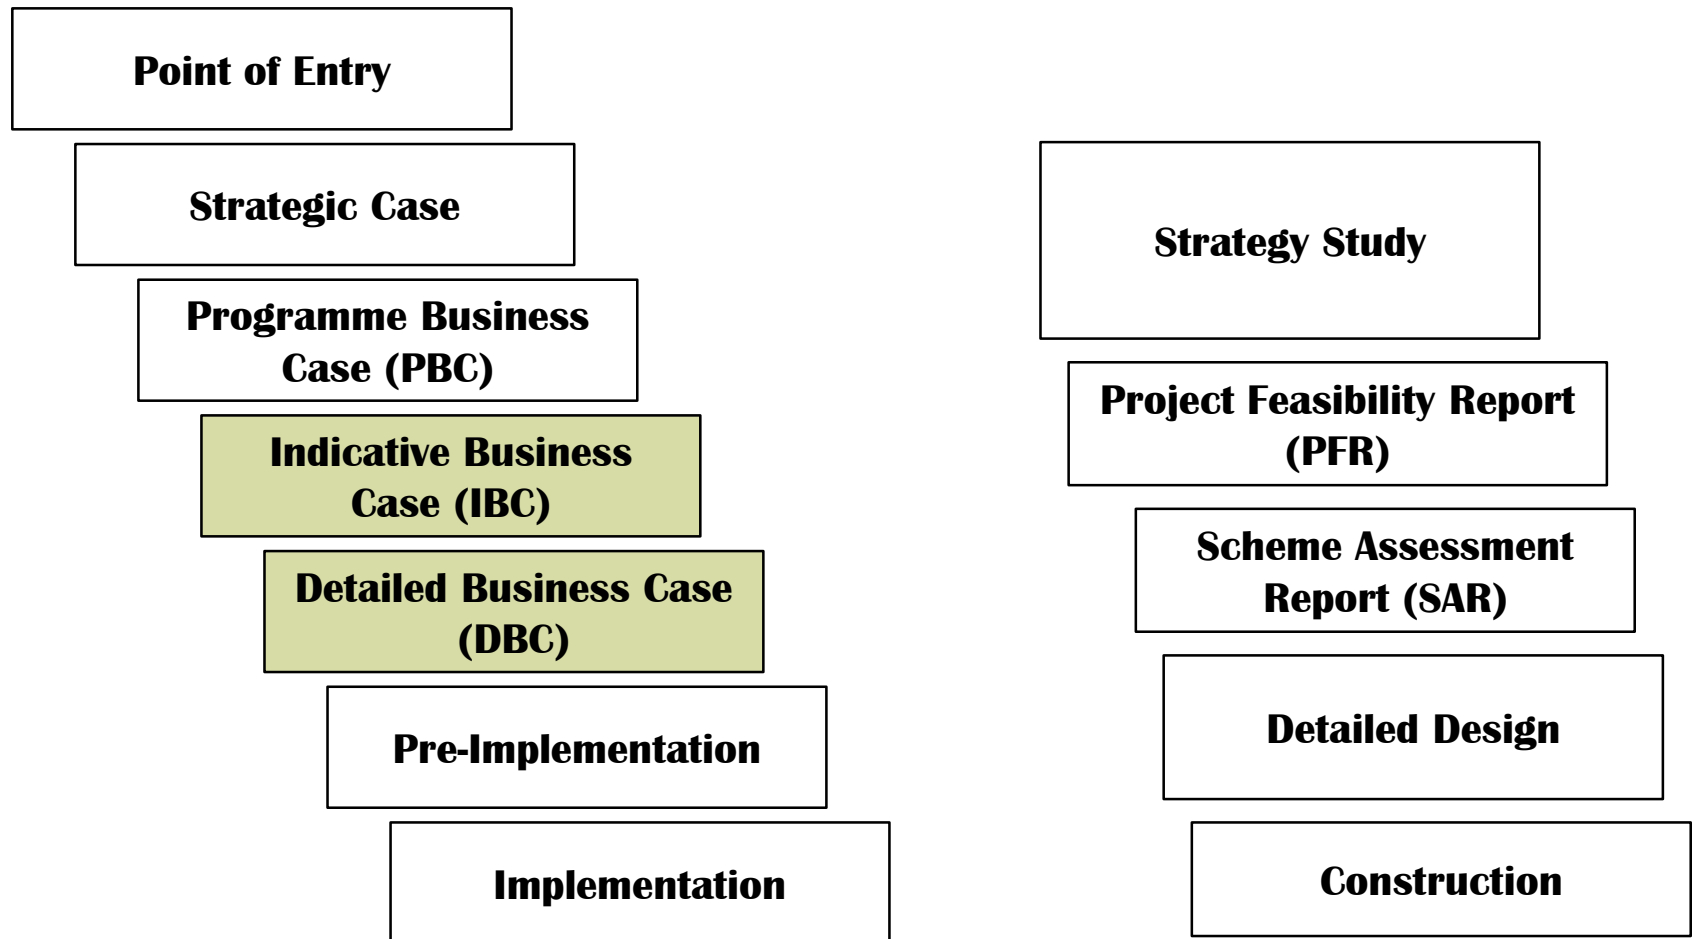 Point of Entry
Strategic Case
Programme Business
Case (PBC)
Indicative Business
Case (IBC)
Detailed Business Case
(DBC)
Pre-Implementation
Implementation
Strategy Study
Project Feasibility Report
(PFR)
Scheme Assessment
Report (SAR)
Detailed Design
Construction